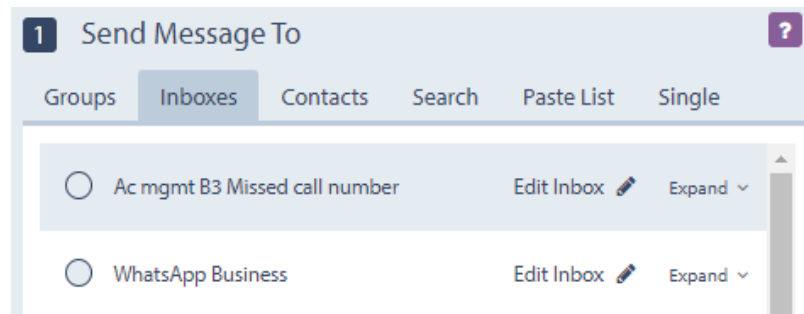 1 Send Message To ?
Groups Inboxes Contacts Search Paste List Single
Ac mgmt B3 Missed call number Edit Inbox Expand
WhatsApp Business Edit Inbox Expand